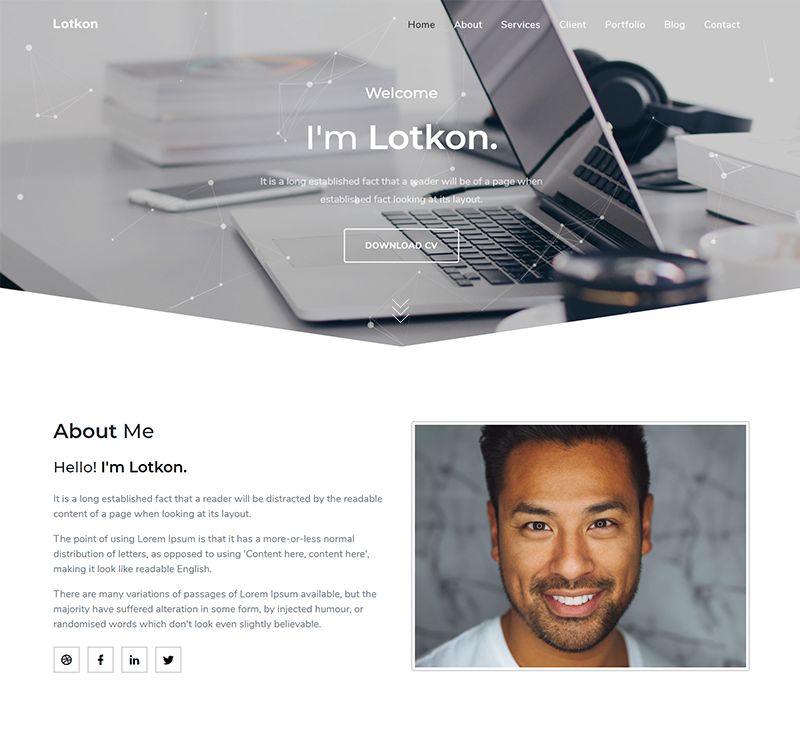 Lotkon
Home About Services Client Portfolio Blog Contact
Welcome
I'm Lotkon.
It is a long established fact that a reader will be of a page when
established fact looking at its layout.
DOWNLOAD CV
About Me
Hello! I'm Lotkon.
It is a long established fact that a reader will be distracted by the readable
content of a page when looking at its layout.
The point of using Lorem Ipsum is that it has a more-or-less normal
distribution of letters, as opposed to using 'Content here, content here',
making it look like readable English.
There are many variations of passages of Lorem Ipsum available, but the
majority have suffered alteration in some form, by injected humour, or
randomised words which don't look even slightly believable.